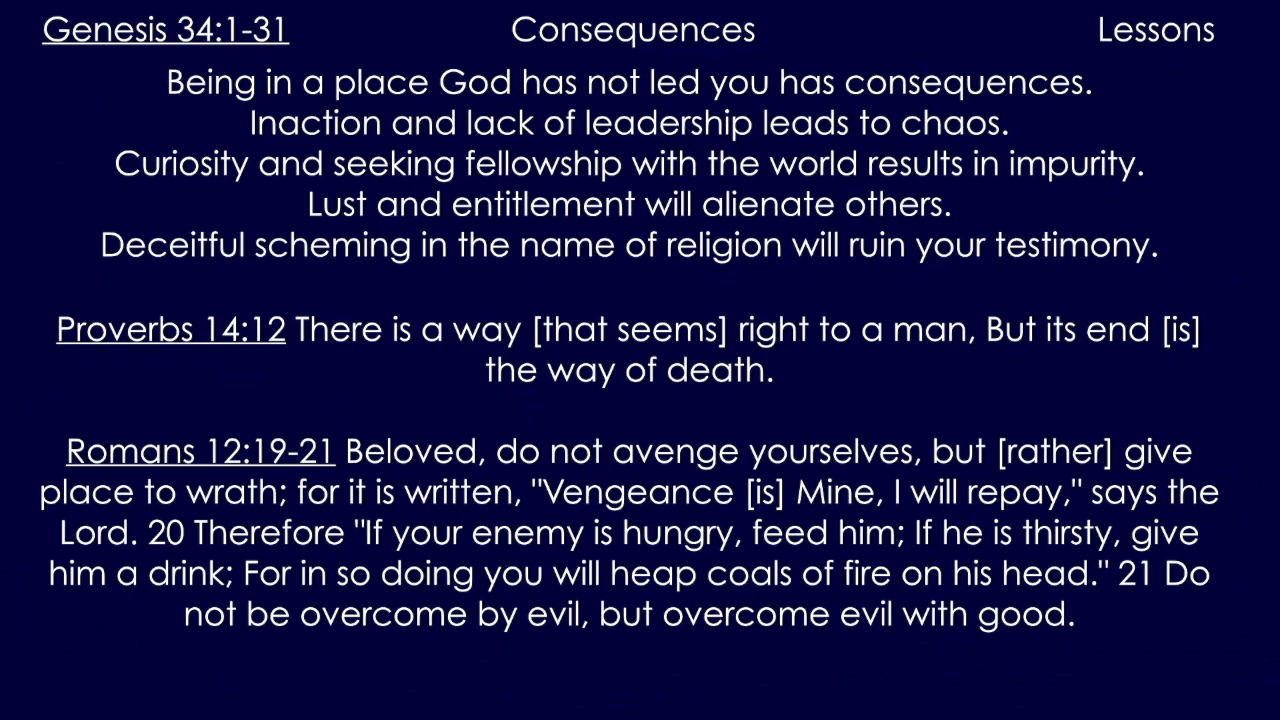 Genesis 34:1-31 Consequences Lessons
Being in a place God has not led you has consequences.
Inaction and lack of leadership leads to chaos.
Curiosity and seeking fellowship with the world results in impurity.
Lust and entitlement will alienate others.
Deceitful scheming in the name of religion will ruin your testimony.
Proverbs 14:12 There is a way [that seems] right to a man, But its end [is]
the way of death.
Romans 12:19-21 Beloved, do not avenge yourselves, but [rather] give
place to wrath; for it is written, "Vengeance [is] Mine, I will repay," says the
Lord. 20 Therefore "If your enemy is hungry, feed him; If he is thirsty, give
him a drink; For in so doing you will heap coals of fire on his head." 21 Do
not be overcome by evil, but overcome evil with good.